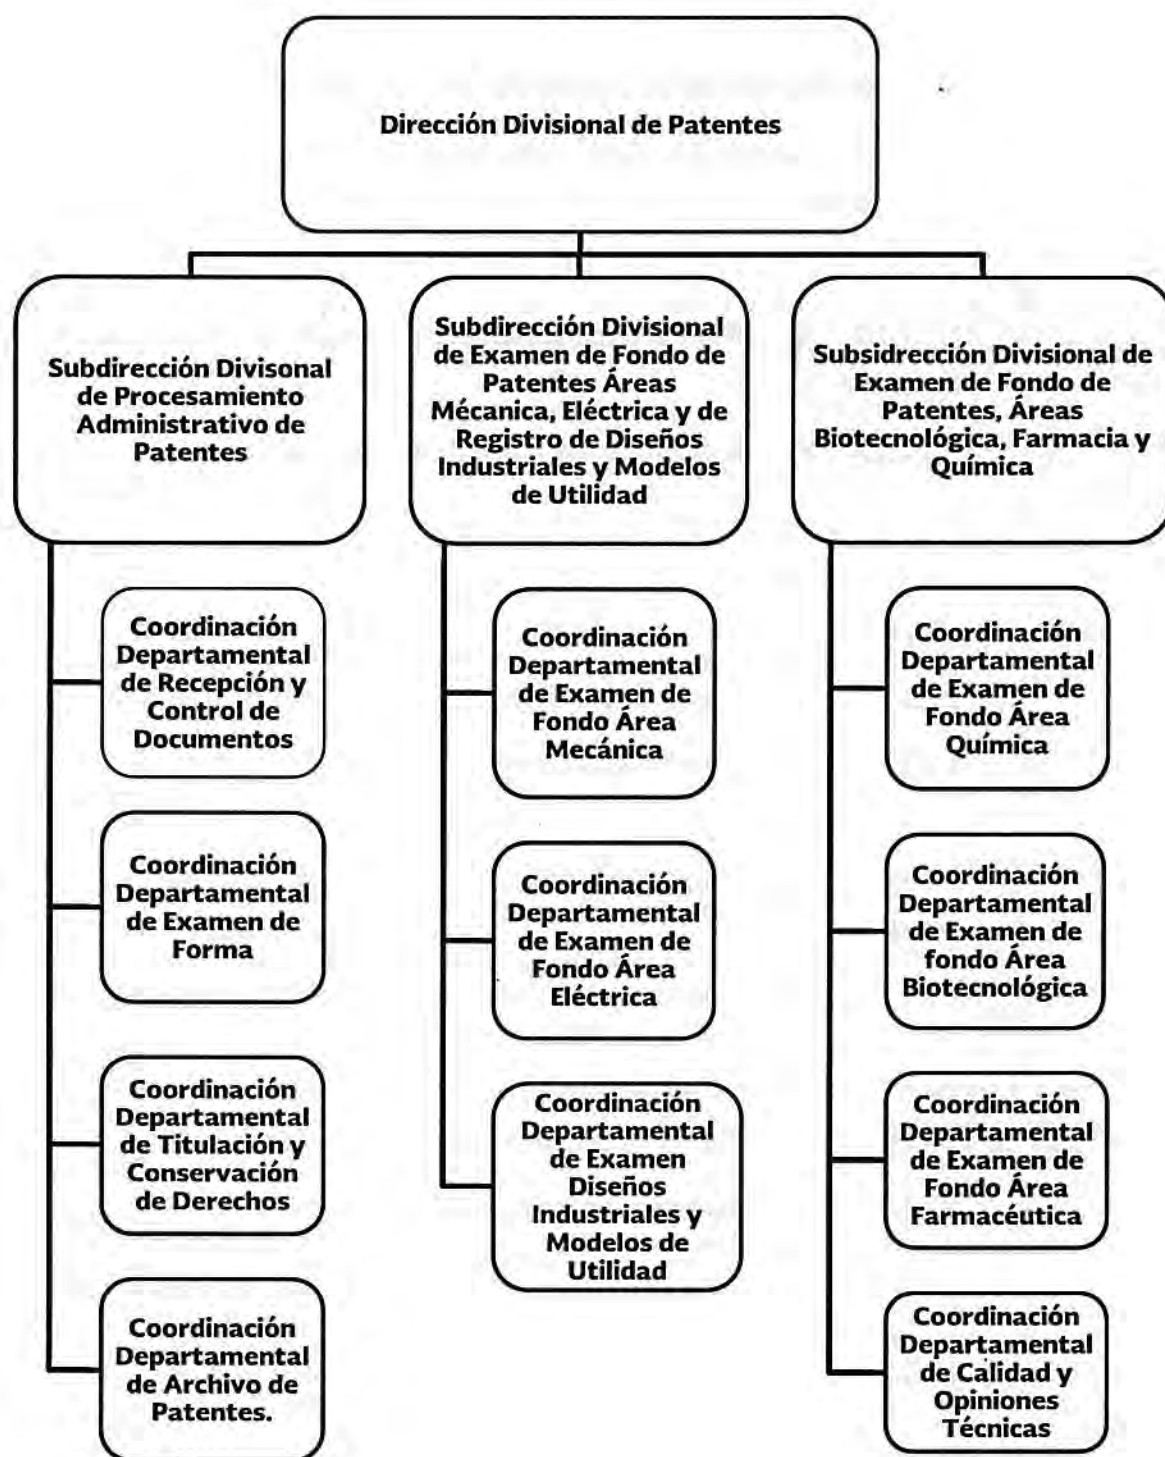 Dirección Divisional de Patentes
Subdirección Divisonal
de Procesamiento
Administrativo de
Patentes
Subdirección Divisional
de Examen de Fondo de
Patentes Áreas
Mécanica, Eléctrica y de
Registro de Diseños
Industriales y Modelos
de Utilidad
Subsidrección Divisional de
Examen de Fondo de
Patentes, Áreas
Biotecnológica, Farmacia y
Química
Coordinación
Departamental
de Recepción y
Control de
Documentos
Coordinación
Departamental
de Examen de
Forma
Coordinación
Departamental
de Titulación y
Conservación
de Derechos
Coordinación
Departamental
de Archivo de
Patentes.
Coordinación
Departamental
de Examen de
Fondo Área
Mecánica
Coordinación
Departamental
de Examen de
Fondo Área
Eléctrica
Coordinación
Departamental
de Examen
Diseños
Industriales y
Modelos de
Utilidad
Coordinación
Departamental
de Examen de
Fondo Área
Química
Coordinación
Departamental
de Examen de
fondo Área
Biotecnológica
Coordinación
Departamental
de Examen de
Fondo Área
Farmacéutica
Coordinación
Departamental
de Calidad y
Opiniones
Técnicas